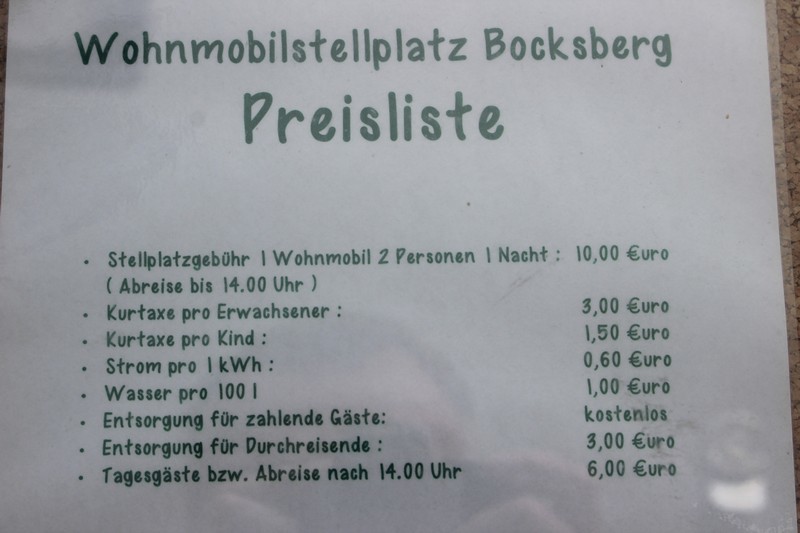 Wohnmobilstellplatz Bocksberg
Preisliste
• Stellplatzgebühr 1 Wohnmobil 2 Personen 1 Nacht : 10,00 €uro
( Abreise bis 14.00 Uhr )
• Kurtaxe pro Erwachsener : 3,00 €uro
• Kurtaxe pro Kind : 1,50 €uro
• Strom pro 1 kWh : 0,60 €uro
• Wasser pro 100 l 1,00 €uro
• Entsorgung für zahlende Gäste: kostenlos
• Entsorgung für Durchreisende : 3,00 €uro
• Tagesgäste bzw. Abreise nach 14.00 Uhr 6,00 €uro